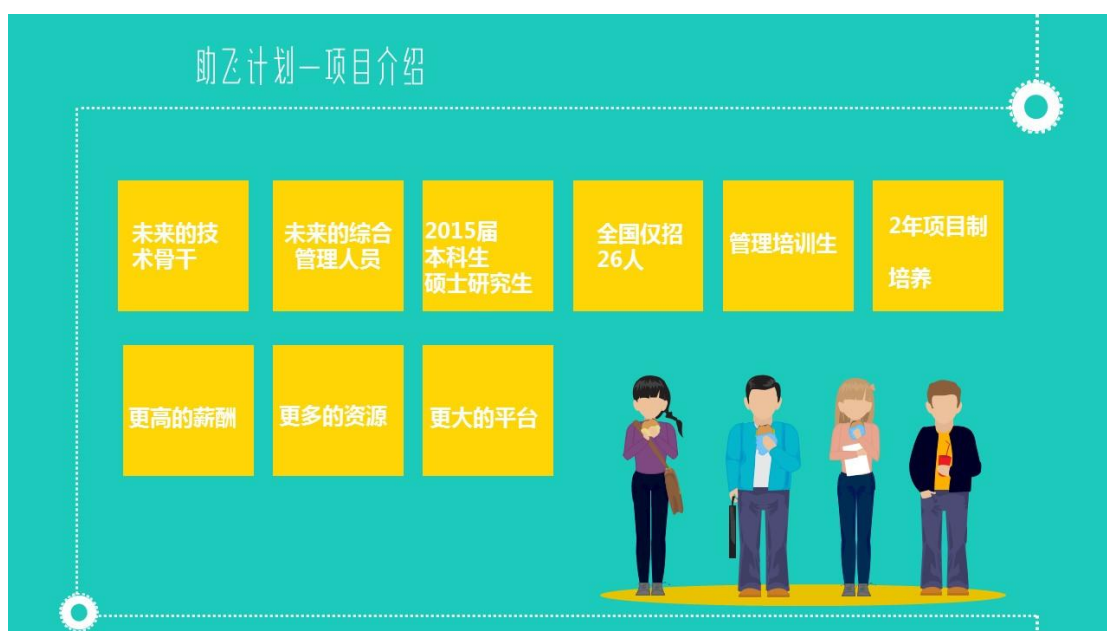 助飞计划—项目介绍
未来的技
术骨干
未来的综合
管理人员
2015届
本科生
硕士研究生
全国仅招
26人
管理培训生
2年项目制
培养
更高的薪酬
更多的资源
更大的平台